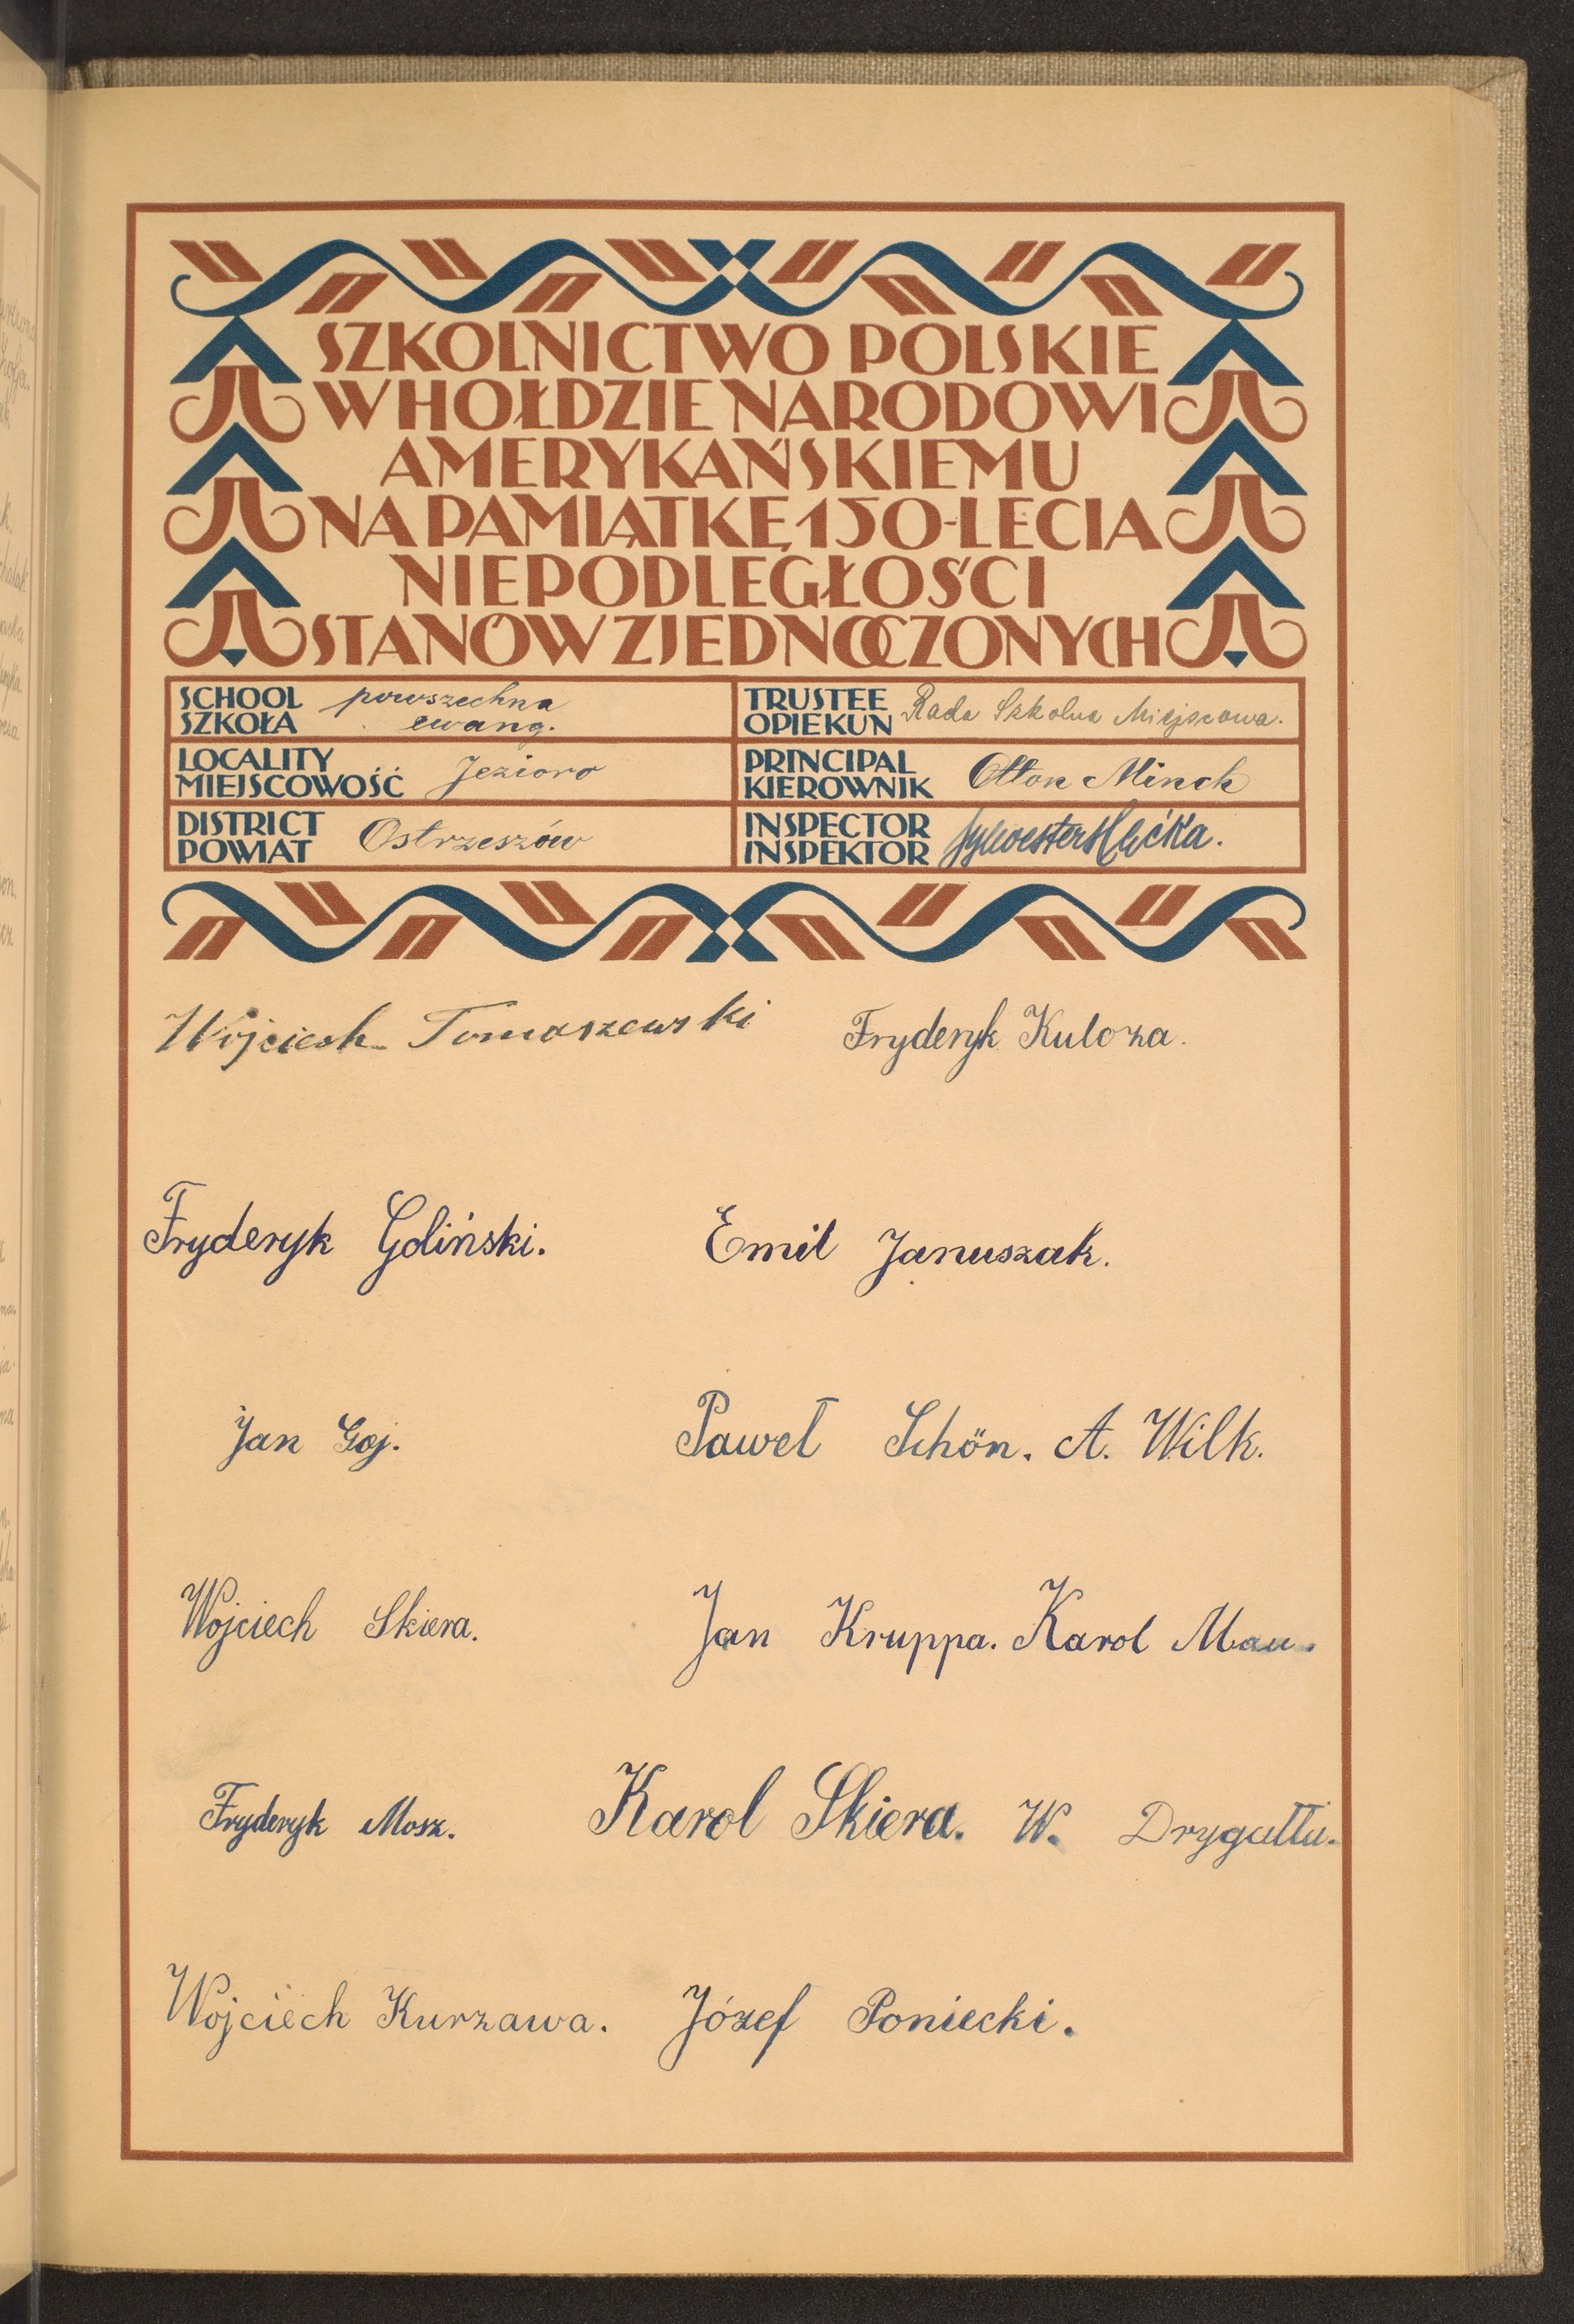 SZKOLNICTWO POLSKIE
W HOŁDZIE NARODOWI
AMERYKAŃSKIEMU
NA PAMIĄTKĘ 150-LECIA
NIEPODLEGŁOŚCI
STANÓW ZJEDNOCZONYCH
SCHOOL
SZKOŁA
powszechna
ewang.
TRUSTEE
OPIEKUN
Rada Szkolna Miejscowa.
LOCALITY
MIEJSCOWOŚĆ
Jezioro
PRINCIPAL
KIEROWNIK
Otton Minch
DISTRICT
POWIAT
Ostrzeszów
INSPECTOR
INSPEKTOR
Sylwester
Wojciech Tomaszewski Fryderyk Kuloza.
Fryderyk Goliński. Emil Januszak.
Jan Goj. Paweł Schön. A. Wilk.
Wojciech Skiera. Jan Kruppa. Karol Mau.
Fryderyk Mosz. Karol Skiera. W. Drygałła.
Wojciech Kurzawa. Józef Poniecki.